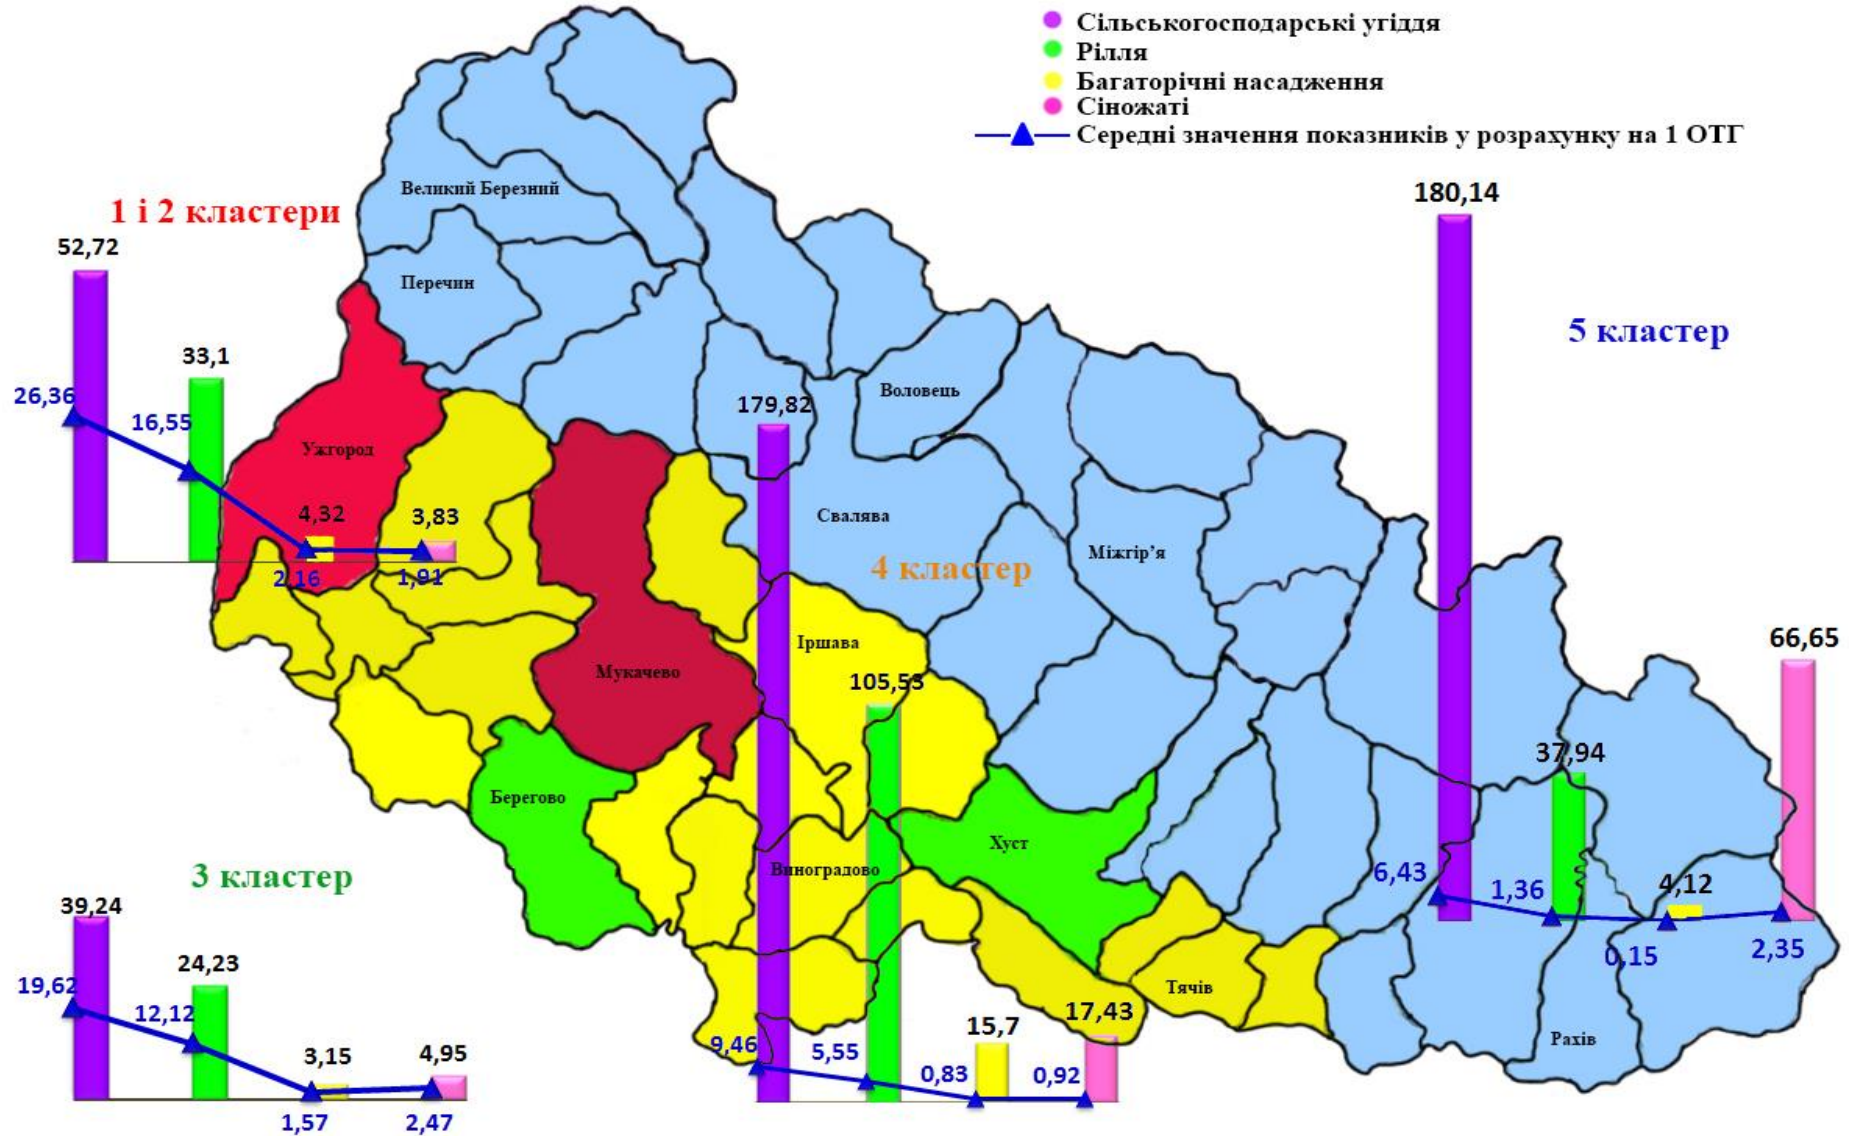 Сільськогосподарські угіддя
Рілля
Багаторічні насадження
Сіножаті
Середні значення показників у розрахунку на 1 ОТГ
1 і 2 кластери
52,72
33,1
26,36
16,55
4,32
3,83
2,16
1,91
Великий Березний
Перечин
Ужгород
180,14
5 кластер
Воловець
179,82
Свалява
4 кластер
Міжгір’я
Іршава
Мукачево
105,53
66,65
37,94
Берегово
Хуст
Виноградово
6,43
1,36
4,12
0,15
2,35
3 кластер
39,24
24,23
19,62
12,12
3,15
4,95
1,57
2,47
Тячів
Рахів
9,46
5,55
15,7
17,43
0,83
0,92